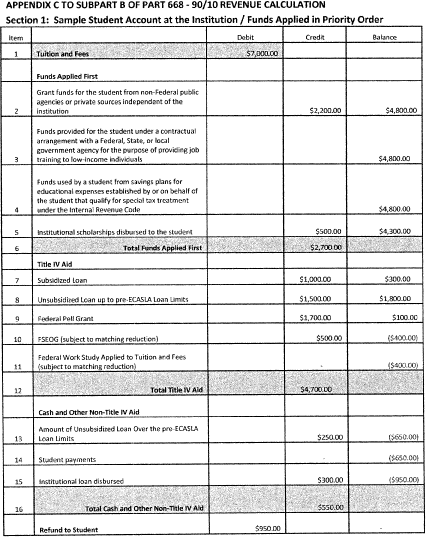 APPENDIX C TO SUBPART B OF PART 668 - 90/10 REVENUE CALCULATION
Section 1: Sample Student Account at the Institution / Funds Applied in Priority Order
Item Debit Credit Balance
1 Tuition and Fees $7,000.00
Funds Applied First
Grant funds for the student from non-Federal public
agencies or private sources independent of the
2 institution $2,200.00 $4,800.00
Funds provided for the student under a contractual
arrangement with a Federal, State, or local
government agency for the purpose of providing job
3 training to low-income individuals $4,800.00
Funds used by a student from savings plans for
educational expenses established by or on behalf of
the student that qualify for special tax treatment
4 under the Internal Revenue Code $4,800.00
5 Institutional scholarships disbursed to the student $500.00 $4,300.00
6 Total Funds Applied First $2,700.00
Title IV Aid
7 Subsidized Loan $1,000.00 $300.00
8 Unsubsidized Loan up to pre-ECASLA Loan Limits $1,500.00 $1,800.00
9 Federal Pell Grant $1,700.00 $100.00
10 FSEOG (subject to matching reduction) $500.00 ($400.00)
Federal Work Study Applied to Tuition and Fees
11 (subject to matching reduction) - ($400.00)
12 Total Title IV Aid $4,700.00
Cash and Other Non-Title IV Aid
Amount of Unsubsidized Loan Over the pre-ECASLA
13 Loan Limits $250.00 ($650.00)
14 Student payments - ($650.00)
15 Institutional loan disbursed $300.00 ($950.00)
16 Total Cash and Other Non-Title IV Aid $550.00
Refund to Student $950.00 -